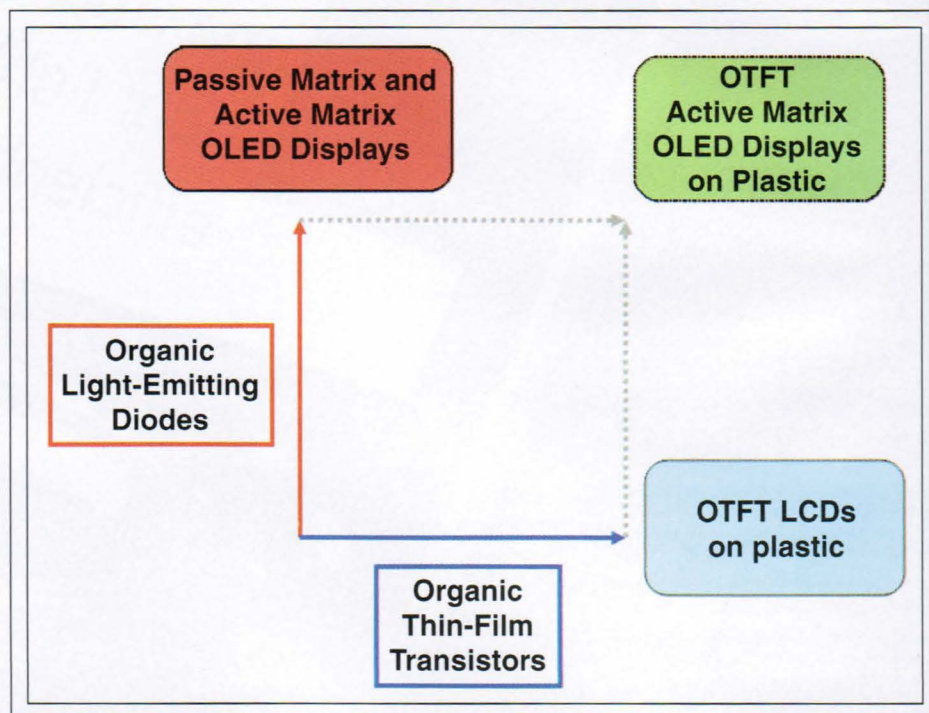 Passive Matrix and
Active Matrix
OLED Displays
OTFT
Active Matrix
OLED Displays
on Plastic
Organic
Light-Emitting
Diodes
OTFT LCDs
on plastic
Organic
Thin-Film
Transistors